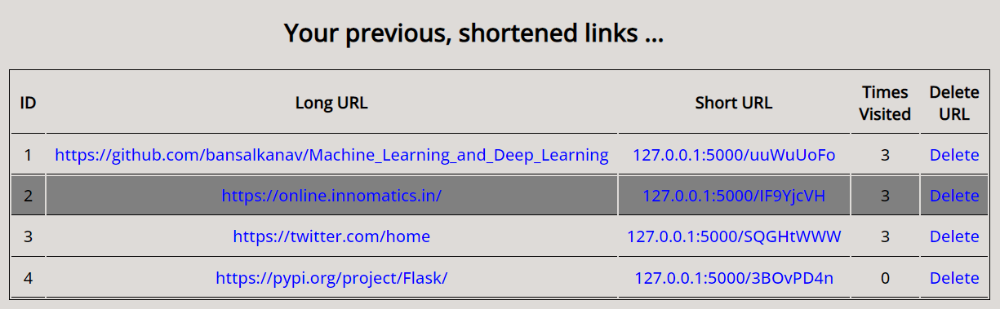 Your previous, shortened links ...
ID Long URL Short URL Times Visited Delete URL
1 https://github.com/bansalkanav/Machine_Learning_and_Deep_Learning 127.0.0.1:5000/uuWuUoFo 3 Delete
2 https://online.innomatics.in/ 127.0.0.1:5000/IF9YjcVH 3 Delete
3 https://twitter.com/home 127.0.0.1:5000/SQGHtWWW 3 Delete
4 https://pypi.org/project/Flask/ 127.0.0.1:5000/3BOvPD4n 0 Delete